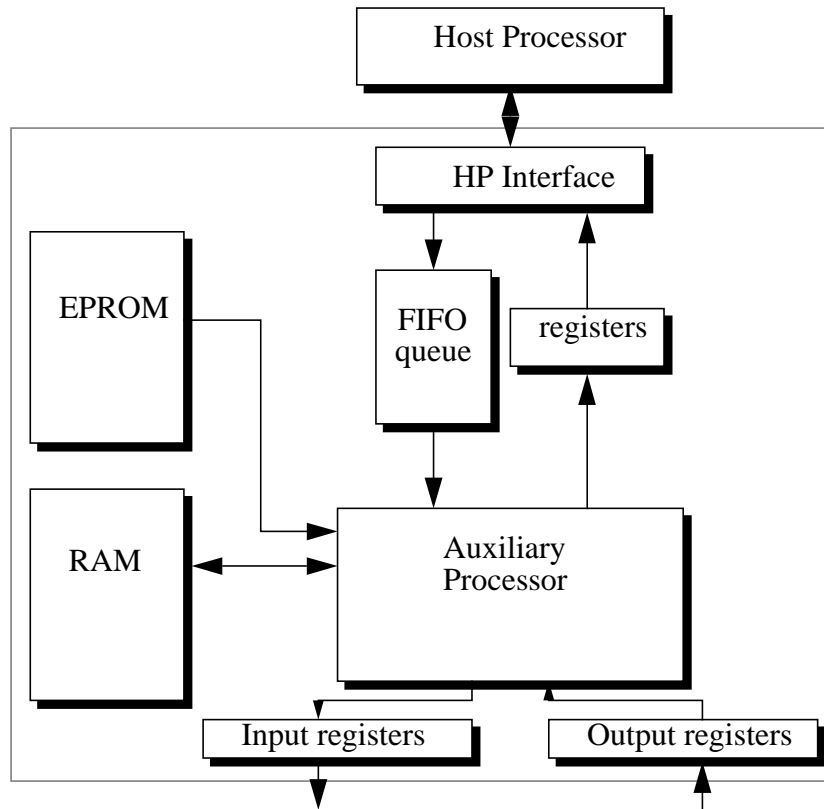 Host Processor
HP Interface
EPROM
FIFO
queue
registers
RAM
Auxiliary
Processor
Input registers
Output registers